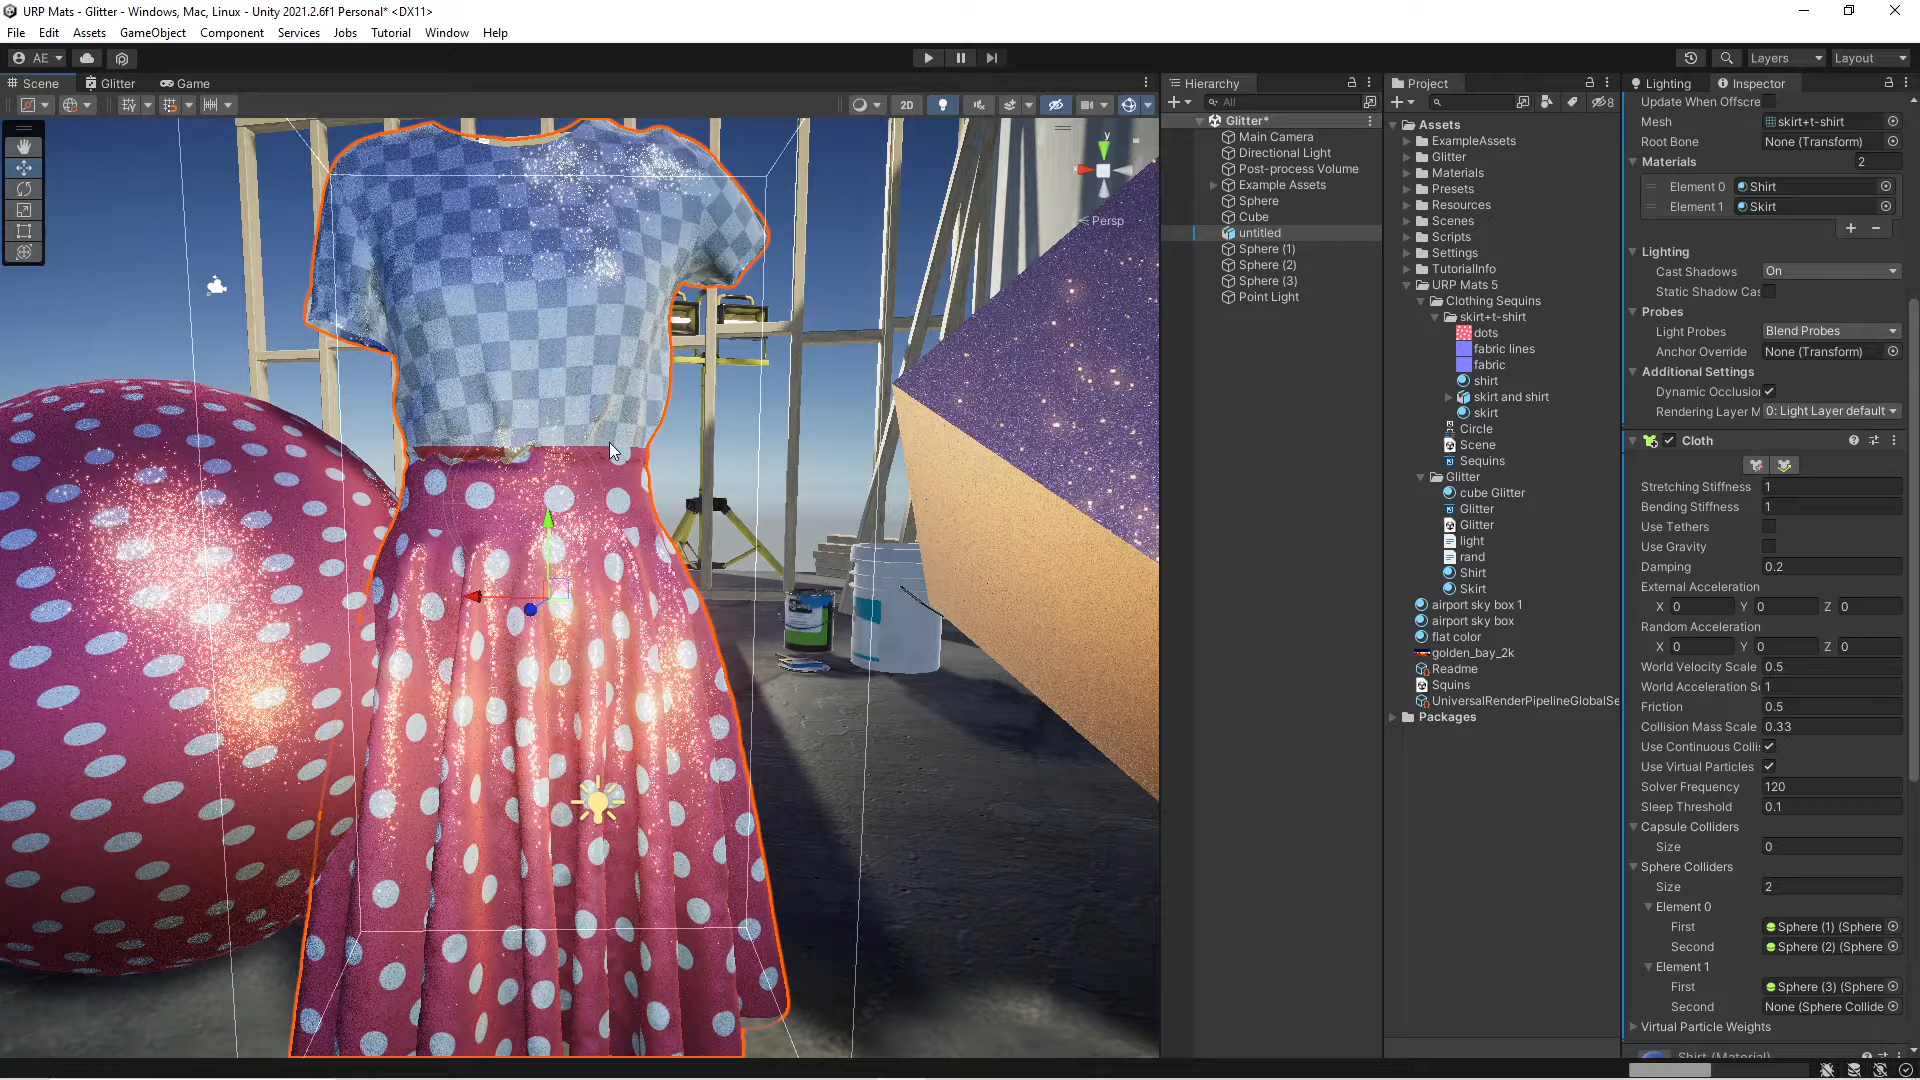 URP Mats - Glitter - Windows, Mac, Linux - Unity 2021.2.6f1 Personal* <DX11>
File Edit Assets GameObject Component Services Jobs Tutorial Window Help
AE Layers Layout
Scene Glitter Game
2D
Persp
y
x
Hierarchy
All
Glitter*
Main Camera
Directional Light
Post-process Volume
Example Assets
Sphere
Cube
untitled
Sphere (1)
Sphere (2)
Sphere (3)
Point Light
Project
8
Assets
ExampleAssets
Glitter
Materials
Presets
Resources
Scenes
Scripts
Settings
TutorialInfo
URP Mats 5
Clothing Sequins
skirt+t-shirt
dots
fabric lines
fabric
shirt
skirt and shirt
skirt
Circle
Scene
Sequins
Glitter
cube Glitter
Glitter
Glitter
light
rand
Shirt
Skirt
airport sky box 1
airport sky box
flat color
golden_bay_2k
Readme
Squins
UniversalRenderPipelineGlobalSe
Packages
Lighting Inspector
Update When Offscre
Mesh skirt+t-shirt
Root Bone None (Transform)
Materials 2
Element 0 Shirt
Element 1 Skirt
Lighting
Cast Shadows On
Static Shadow Cas
Probes
Light Probes Blend Probes
Anchor Override None (Transform)
Additional Settings
Dynamic Occlusion
Rendering Layer M 0: Light Layer default
Cloth
Stretching Stiffness 1
Bending Stiffness 1
Use Tethers
Use Gravity
Damping 0.2
External Acceleration
X 0 Y 0 Z 0
Random Acceleration
X 0 Y 0 Z 0
World Velocity Scale 0.5
World Acceleration Sc 1
Friction 0.5
Collision Mass Scale 0.33
Use Continuous Colli
Use Virtual Particles
Solver Frequency 120
Sleep Threshold 0.1
Capsule Colliders
Size 0
Sphere Colliders
Size 2
Element 0
First Sphere (1) (Sphere
Second Sphere (2) (Sphere
Element 1
First Sphere (3) (Sphere
Second None (Sphere Collide
Virtual Particle Weights
Shirt (Material)